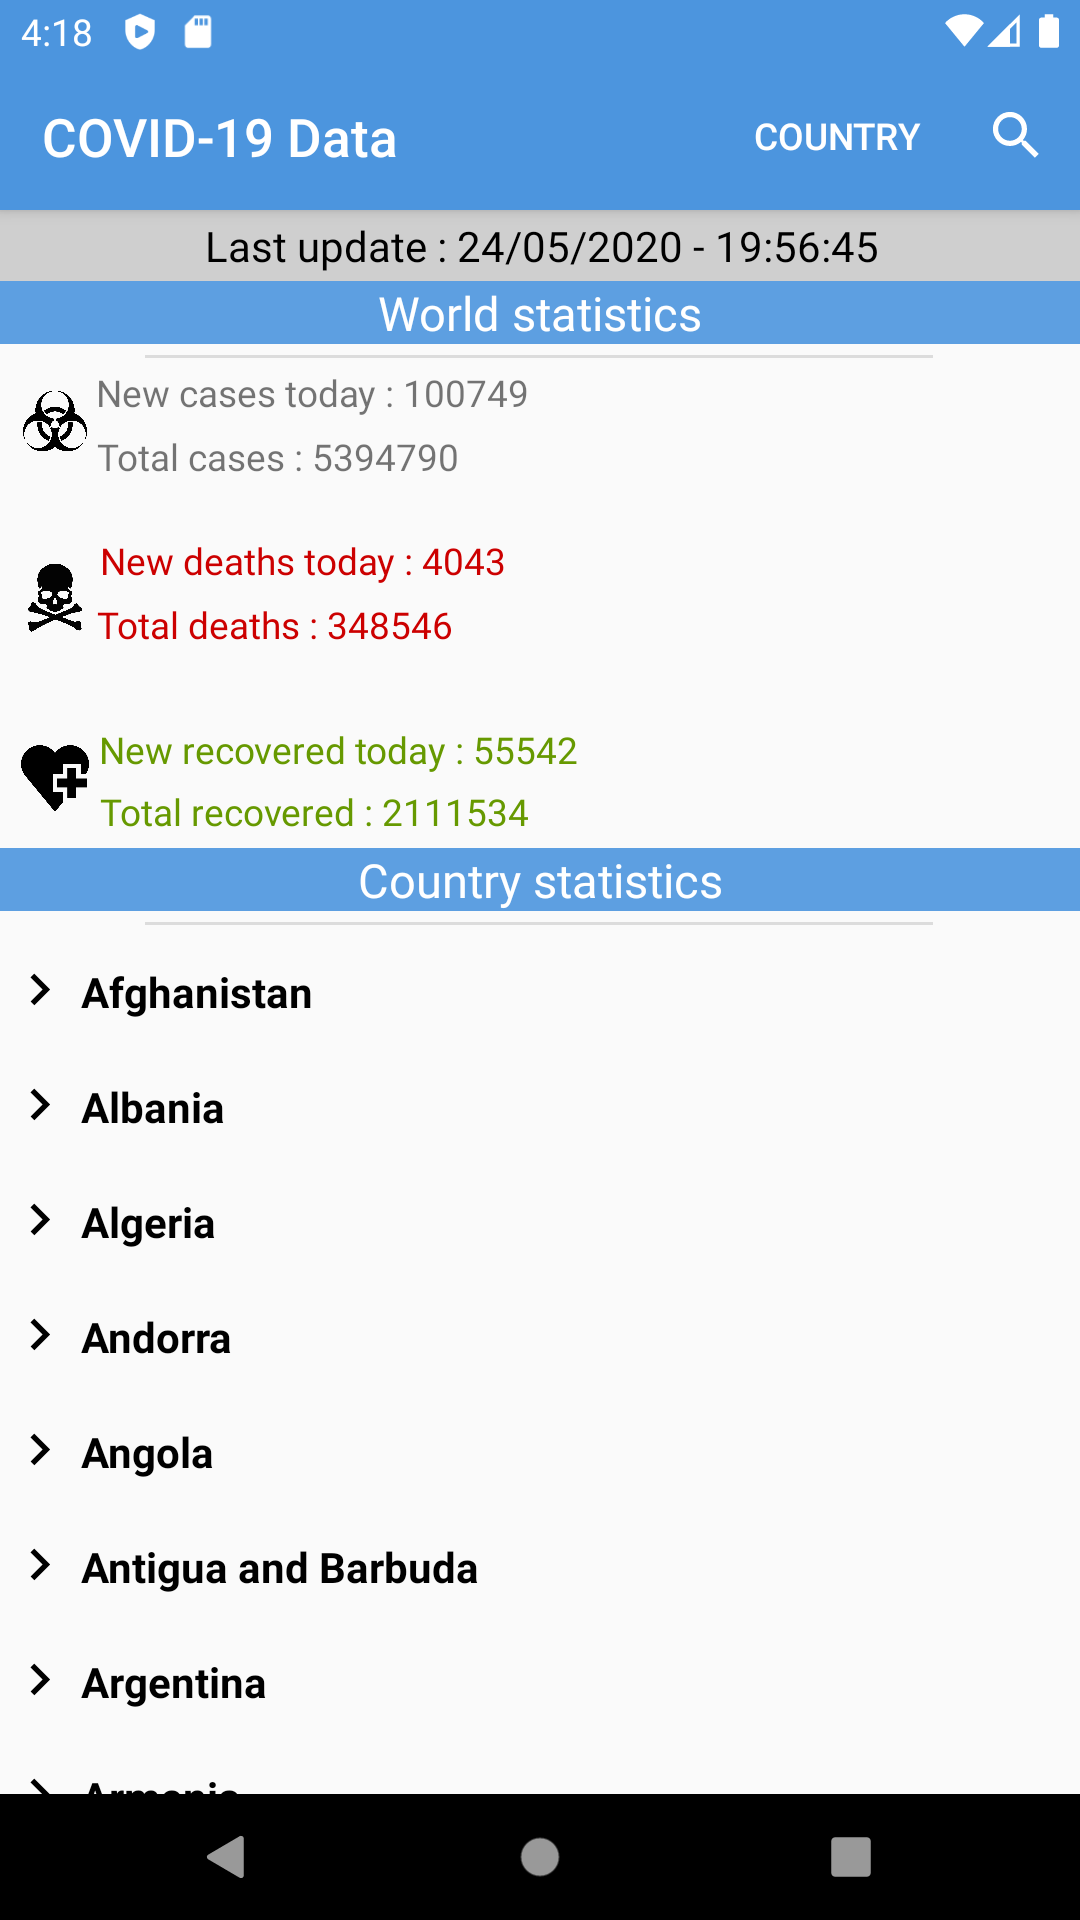 4:18
COVID-19 Data
COUNTRY
Last update : 24/05/2020 - 19:56:45
World statistics
New cases today : 100749
Total cases : 5394790
New deaths today : 4043
Total deaths : 348546
New recovered today : 55542
Total recovered : 2111534
Country statistics
Afghanistan
Albania
Algeria
Andorra
Angola
Antigua and Barbuda
Argentina
Armenia